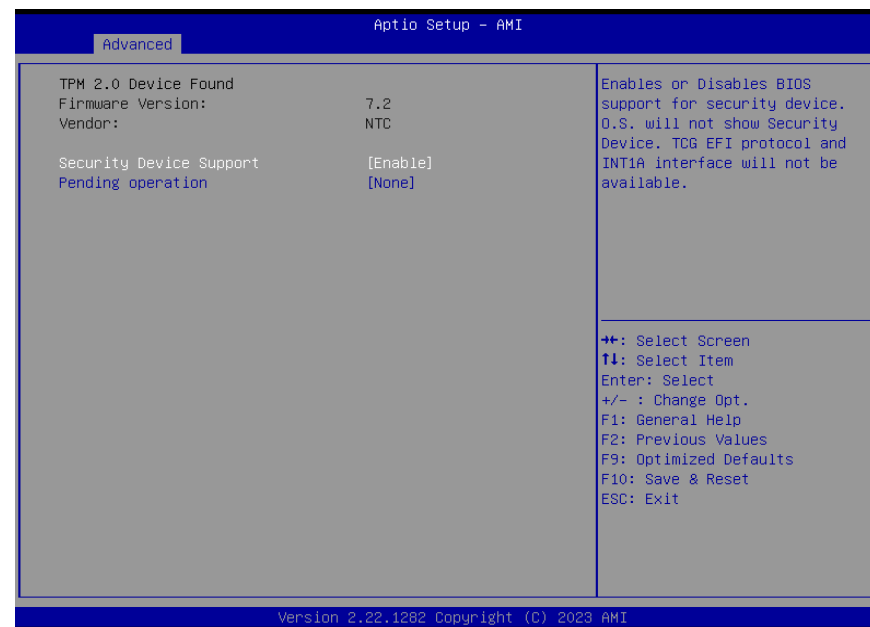 Aptio Setup – AMI
Advanced
TPM 2.0 Device Found
Firmware Version: 7.2
Vendor: NTC
Security Device Support [Enable]
Pending operation [None]
Enables or Disables BIOS
support for security device.
O.S. will not show Security
Device. TCG EFI protocol and
INT1A interface will not be
available.
→←: Select Screen
↑↓: Select Item
Enter: Select
+/- : Change Opt.
F1: General Help
F2: Previous Values
F9: Optimized Defaults
F10: Save & Reset
ESC: Exit
Version 2.22.1282 Copyright (C) 2023 AMI